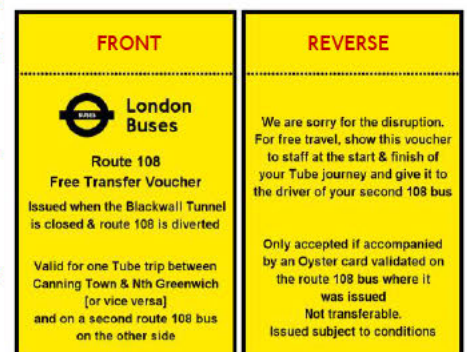 FRONT
BUSES
London
Buses
Route 108
Free Transfer Voucher
Issued when the Blackwall Tunnel
is closed & route 108 is diverted
Valid for one Tube trip between
Canning Town & Nth Greenwich
[or vice versa]
and on a second route 108 bus
on the other side
REVERSE
We are sorry for the disruption.
For free travel, show this voucher
to staff at the start & finish of
your Tube journey and give it to
the driver of your second 108 bus
Only accepted if accompanied
by an Oyster card validated on
the route 108 bus where it
was issued
Not transferable.
Issued subject to conditions